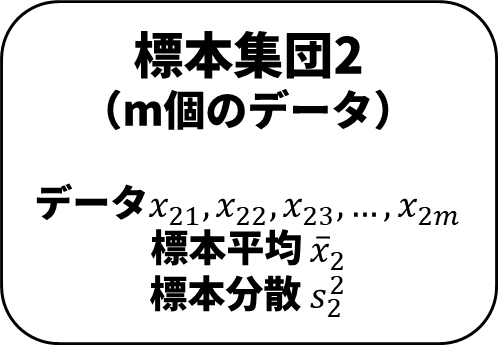 標本集団2
（m個のデータ）
データ x₂₁, x₂₂, x₂₃, …, x₂ₘ
標本平均 x̄₂
標本分散 s₂²